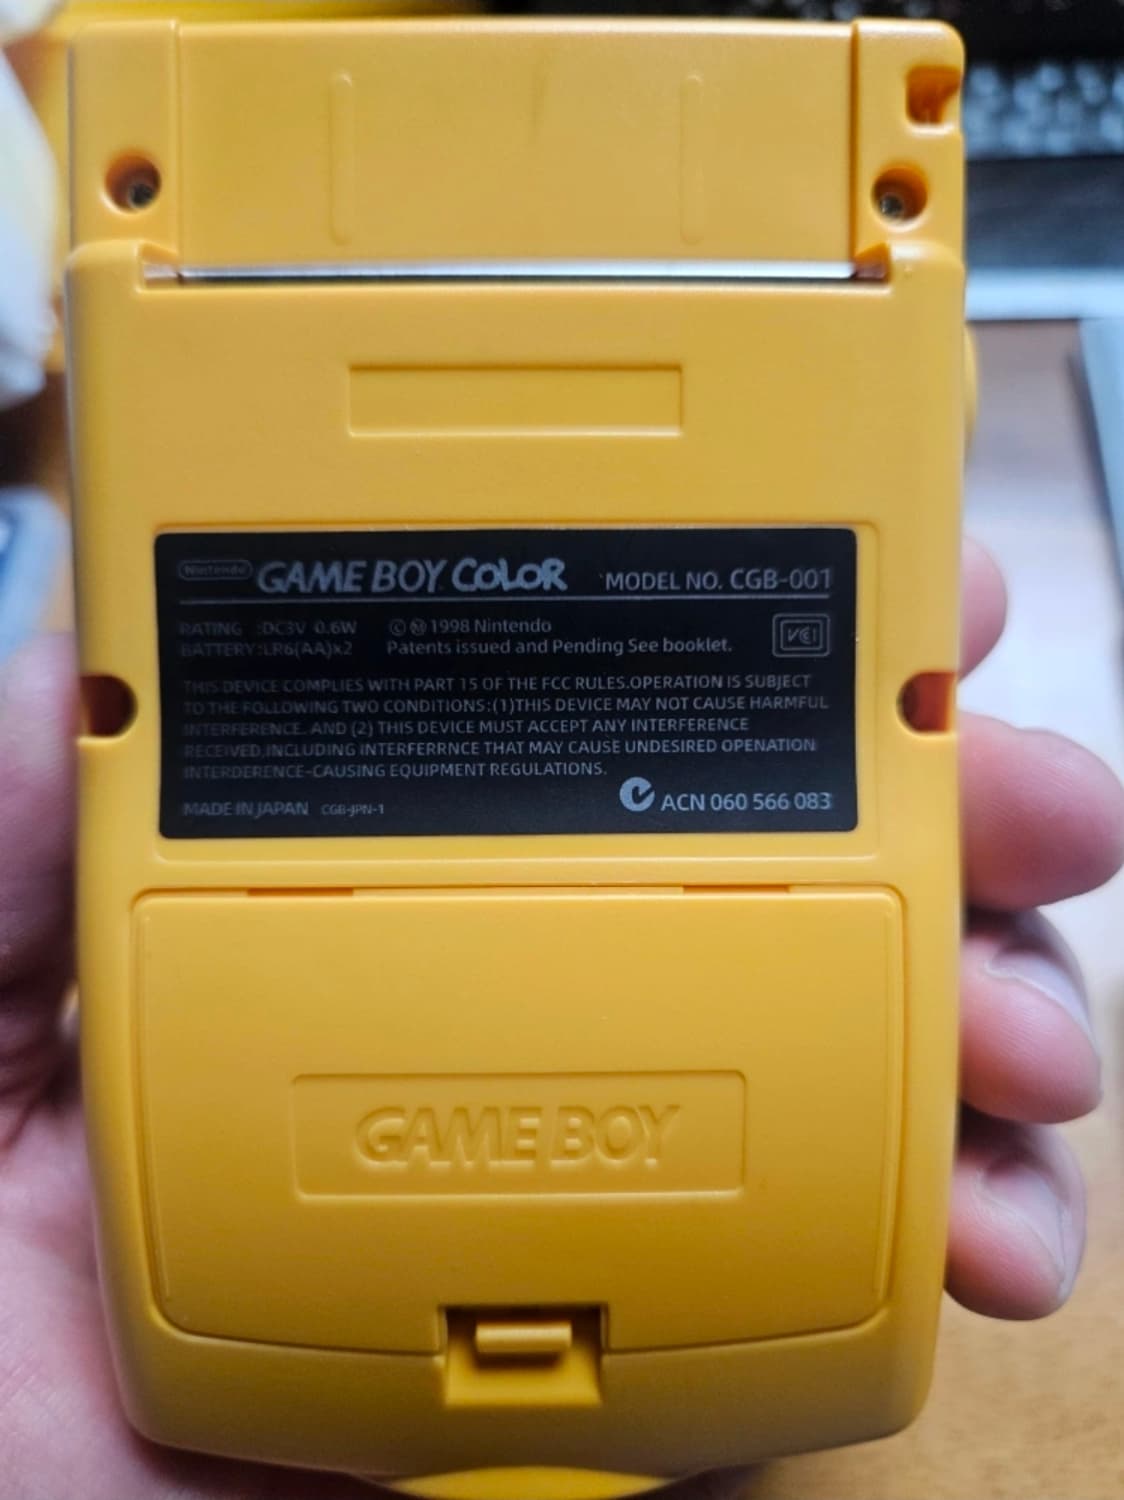 Nintendo GAME BOY COLOR MODEL NO. CGB-001
RATING :DC3V 0.6W © Ⓜ 1998 Nintendo
BATTERY:LR6(AA)x2 Patents issued and Pending See booklet.
VCI
THIS DEVICE COMPLIES WITH PART 15 OF THE FCC RULES.OPERATION IS SUBJECT
TO THE FOLLOWING TWO CONDITIONS:(1)THIS DEVICE MAY NOT CAUSE HARMFUL
INTERFERENCE. AND (2) THIS DEVICE MUST ACCEPT ANY INTERFERENCE
RECEIVED,INCLUDING INTERFERRNCE THAT MAY CAUSE UNDESIRED OPENATION
INTERDERENCE-CAUSING EQUIPMENT REGULATIONS.
MADE IN JAPAN CGB-JPN-1 ACN 060 566 083
GAME BOY